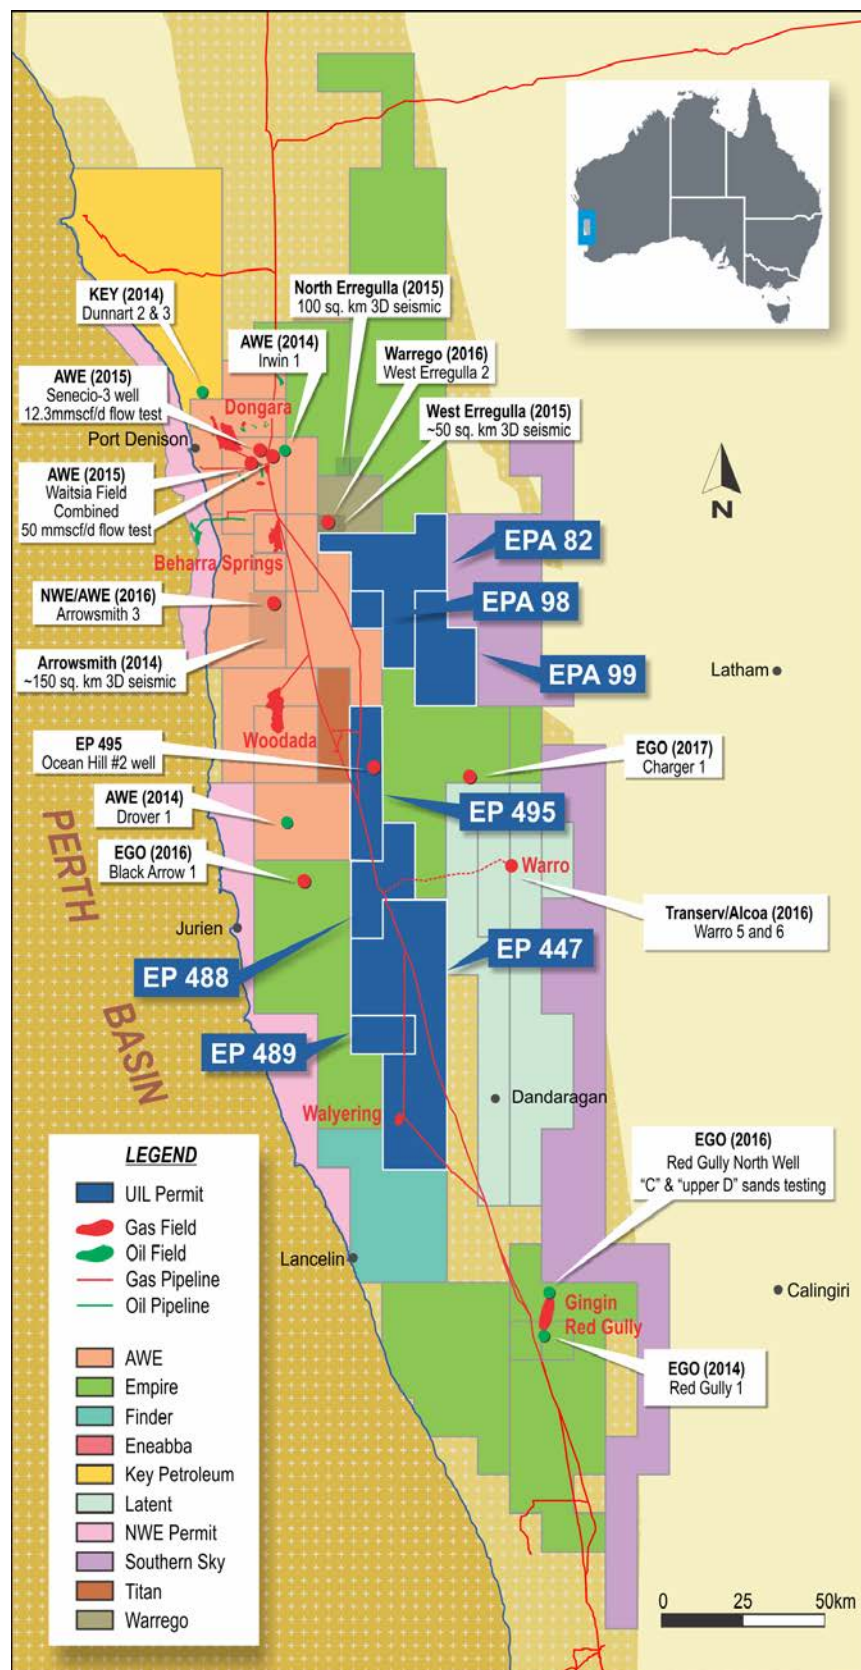 KEY (2014)
Dunnart 2 & 3
North Erregulla (2015)
100 sq. km 3D seismic
AWE (2014)
Irwin 1
Warrego (2016)
West Erregulla 2
AWE (2015)
Senecio-3 well
12.3mmscf/d flow test
Dongara
West Erregulla (2015)
~50 sq. km 3D seismic
Port Denison
AWE (2015)
Waitsia Field
Combined
50 mmscf/d flow test
N
EPA 82
Beharra Springs
NWE/AWE (2016)
Arrowsmith 3
EPA 98
Arrowsmith (2014)
~150 sq. km 3D seismic
EPA 99
Latham
Woodada
EP 495
Ocean Hill #2 well
EGO (2017)
Charger 1
AWE (2014)
Drover 1
EP 495
PERTH
BASIN
EGO (2016)
Black Arrow 1
Warro
Transerv/Alcoa (2016)
Warro 5 and 6
Jurien
EP 447
EP 488
EP 489
Dandaragan
Walyering
EGO (2016)
Red Gully North Well
“C” & “upper D” sands testing
Lancelin
Calingiri
Gingin
Red Gully
EGO (2014)
Red Gully 1
LEGEND
UIL Permit
Gas Field
Oil Field
Gas Pipeline
Oil Pipeline
AWE
Empire
Finder
Eneabba
Key Petroleum
Latent
NWE Permit
Southern Sky
Titan
Warrego
0 25 50km